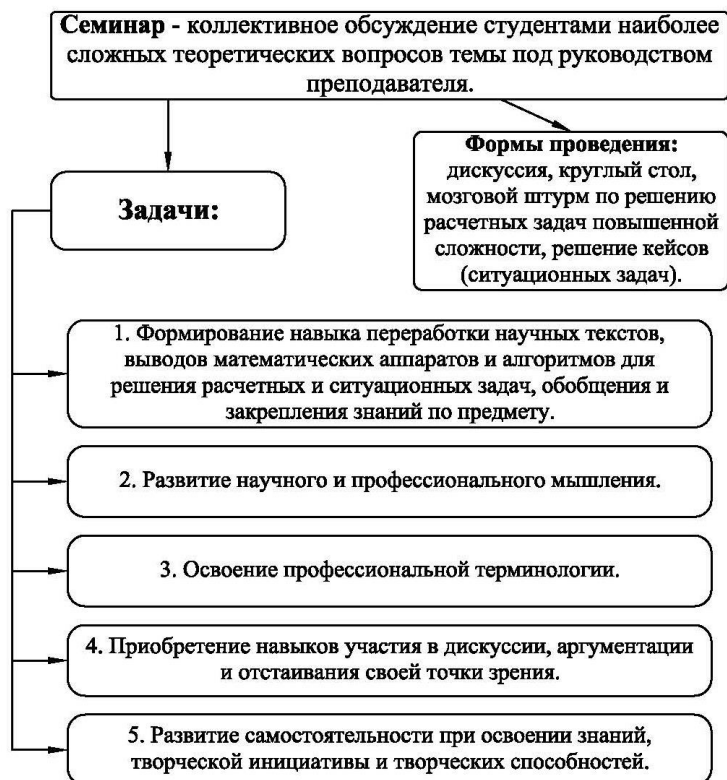 Семинар - коллективное обсуждение студентами наиболее
сложных теоретических вопросов темы под руководством
преподавателя.
Формы проведения:
дискуссия, круглый стол,
мозговой штурм по решению
расчетных задач повышенной
сложности, решение кейсов
(ситуационных задач).
Задачи:
1. Формирование навыка переработки научных текстов,
выводов математических аппаратов и алгоритмов для
решения расчетных и ситуационных задач, обобщения и
закрепления знаний по предмету.
2. Развитие научного и профессионального мышления.
3. Освоение профессиональной терминологии.
4. Приобретение навыков участия в дискуссии, аргументации
и отстаивания своей точки зрения.
5. Развитие самостоятельности при освоении знаний,
творческой инициативы и творческих способностей.